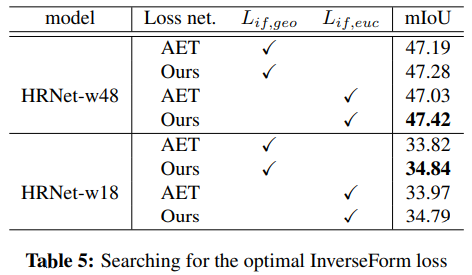 model Loss net. L_{if,geo} L_{if,euc} mIoU
AET ✓ 47.19
Ours ✓ 47.28
HRNet-w48 AET ✓ 47.03
Ours ✓ 47.42
AET ✓ 33.82
Ours ✓ 34.84
HRNet-w18 AET ✓ 33.97
Ours ✓ 34.79
Table 5: Searching for the optimal InverseForm loss